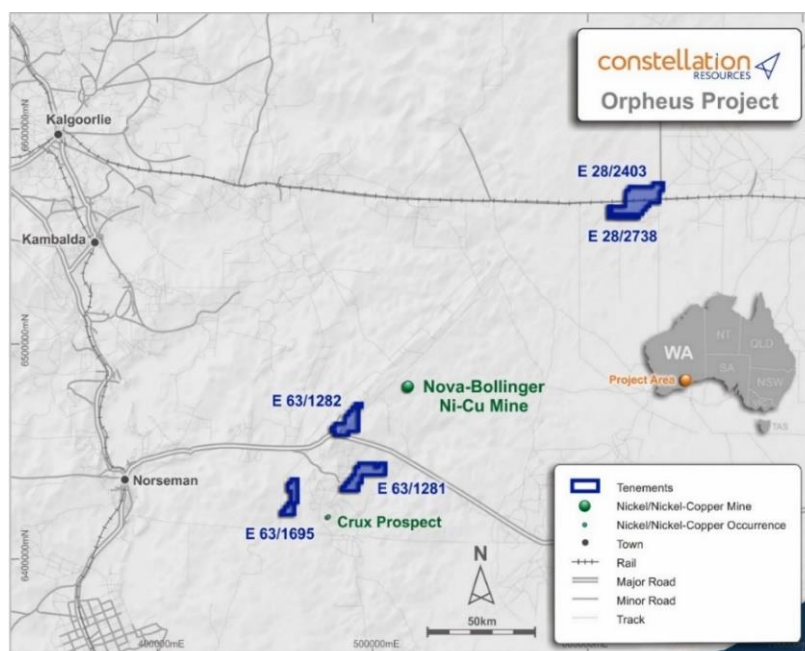 constellation
RESOURCES
Orpheus Project
Kalgoorlie
6600000mN
E 28/2403
E 28/2738
Kambalda
6500000mN
WA
NT
QLD
SA
NSW
TAS
Project Area
Nova-Bollinger
Ni-Cu Mine
E 63/1282
Norseman
E 63/1281
E 63/1695
Crux Prospect
6400000mN
N
50km
400000mE
500000mE
Tenements
Nickel/Nickel-Copper Mine
Nickel/Nickel-Copper Occurrence
Town
Rail
Major Road
Minor Road
Track